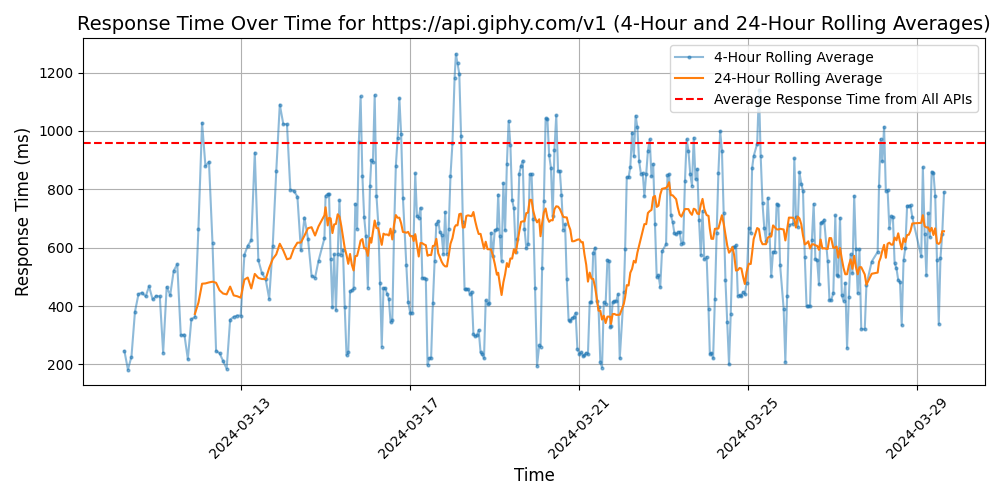 Response Time Over Time for https://api.giphy.com/v1 (4-Hour and 24-Hour Rolling Averages)
4-Hour Rolling Average
24-Hour Rolling Average
Average Response Time from All APIs
Response Time (ms)
1200
1000
800
600
400
200
2024-03-13
2024-03-17
2024-03-21
2024-03-25
2024-03-29
Time